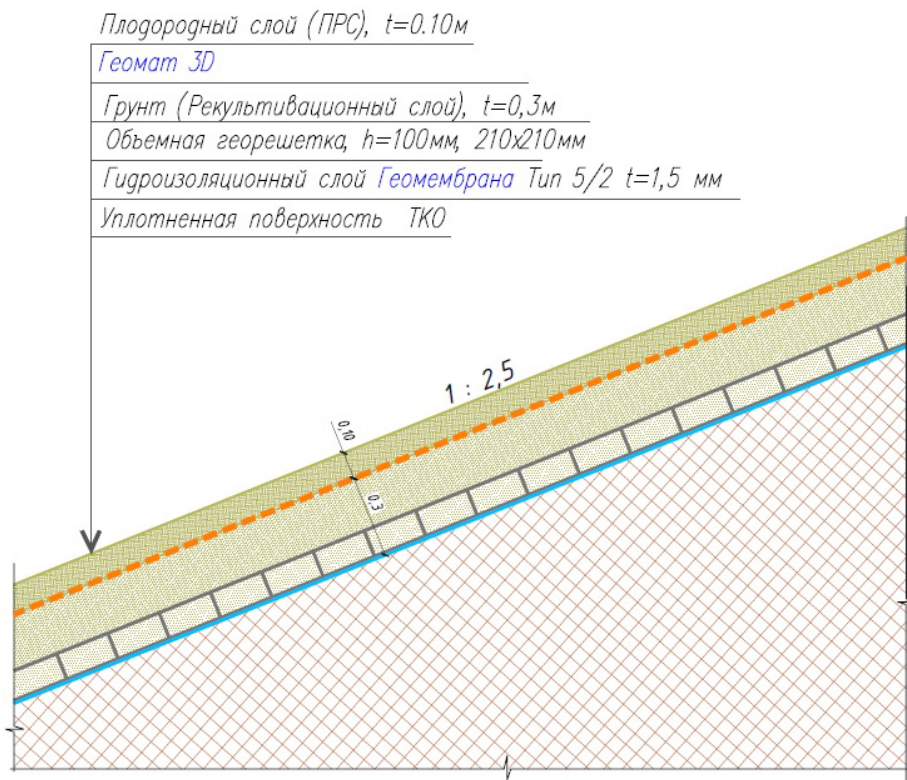 Плодородный слой (ПРС), t=0.10м
Геомат 3D
Грунт (Рекультивационный слой), t=0,3м
Объемная георешетка, h=100мм, 210х210мм
Гидроизоляционный слой Геомембрана Тип 5/2 t=1,5 мм
Уплотненная поверхность ТКО
1 : 2,5
0,10
0,3